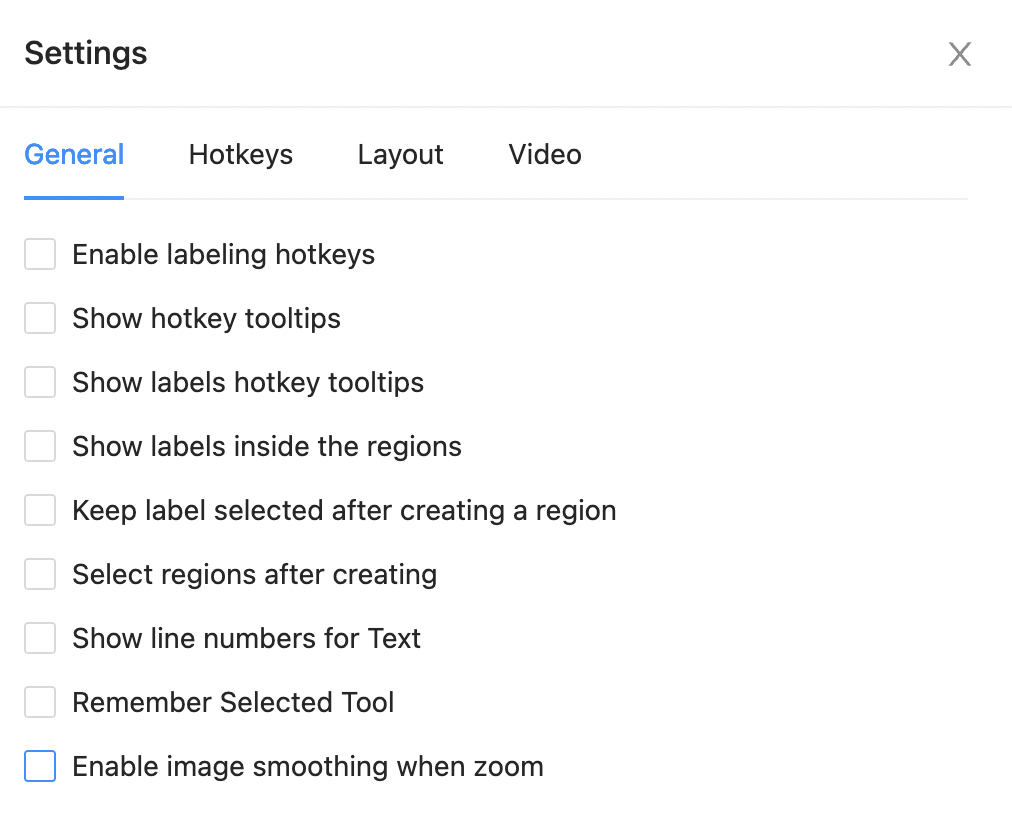 Settings
General Hotkeys Layout Video
Enable labeling hotkeys
Show hotkey tooltips
Show labels hotkey tooltips
Show labels inside the regions
Keep label selected after creating a region
Select regions after creating
Show line numbers for Text
Remember Selected Tool
Enable image smoothing when zoom